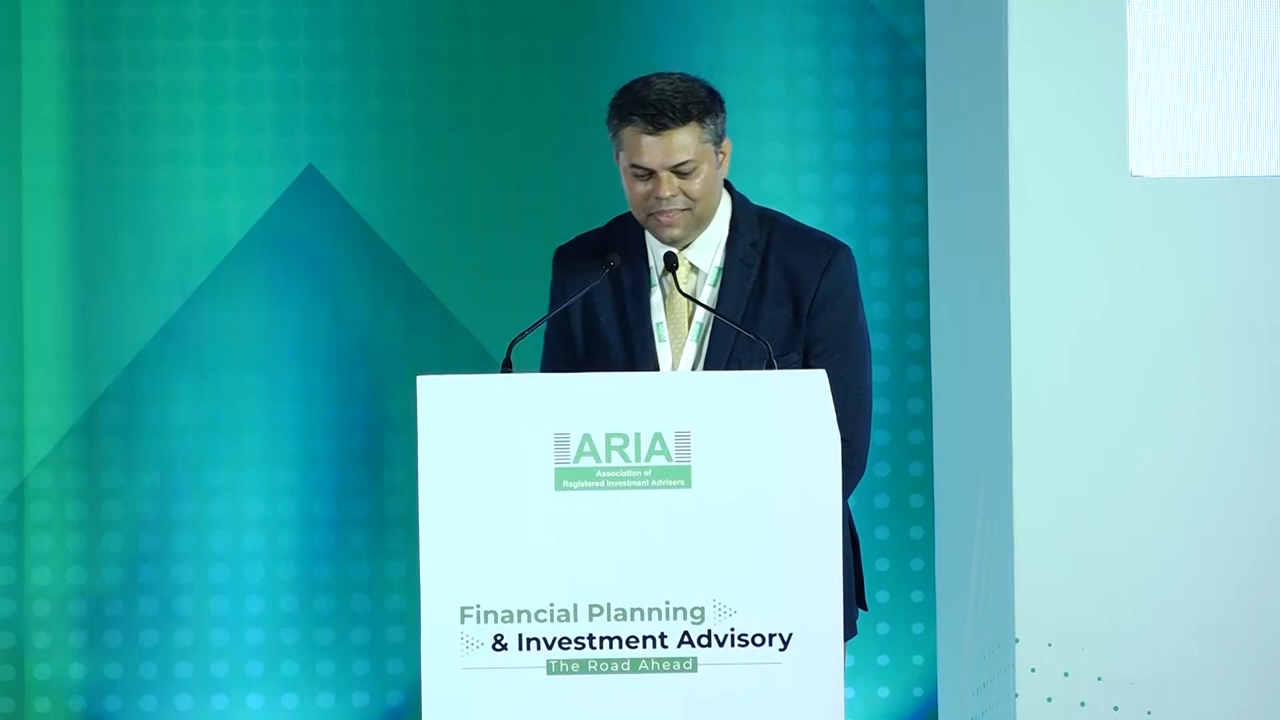 ARIA
Association of
Registered Investment Advisers
Financial Planning
& Investment Advisory
The Road Ahead